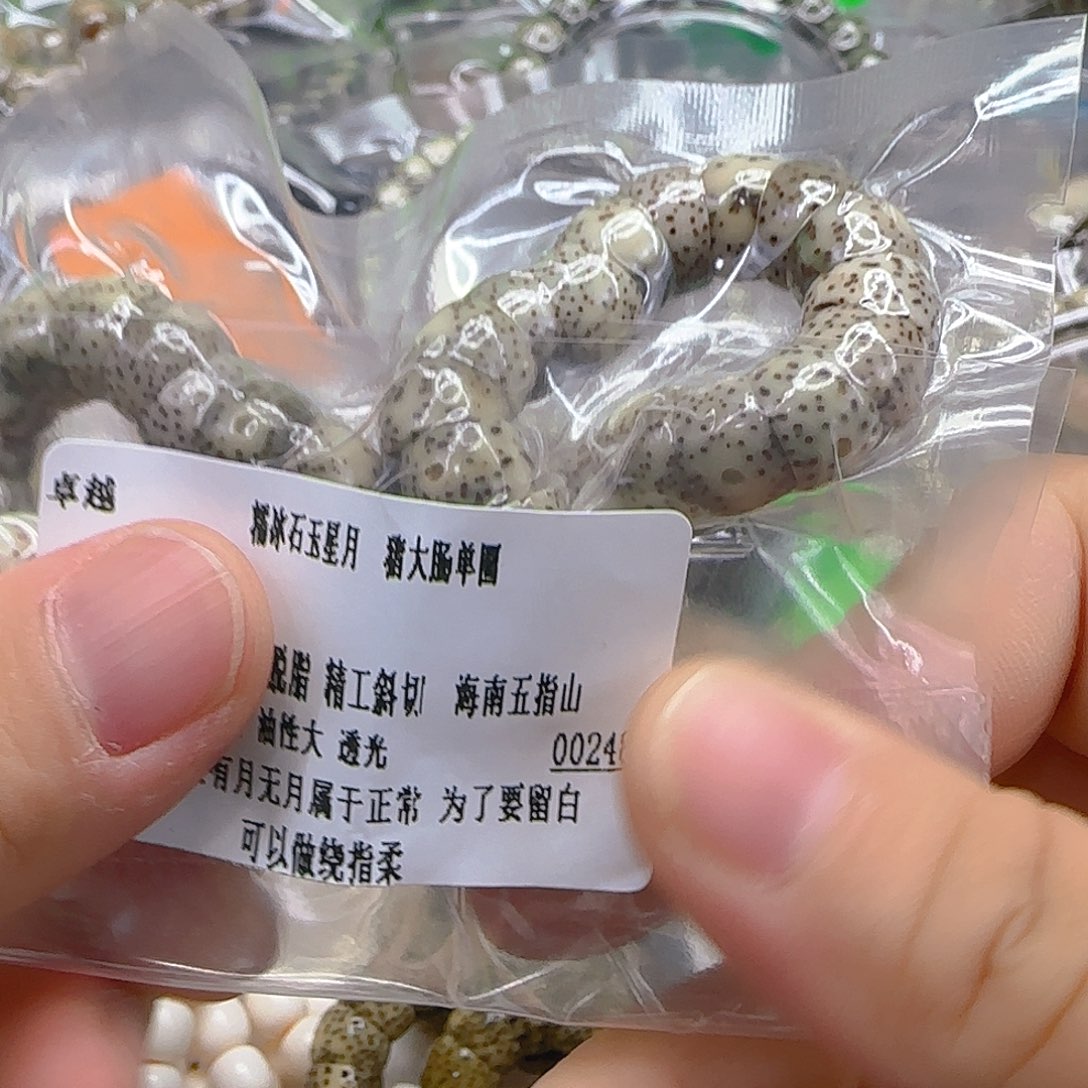 卓越
糯冰石玉星月 猪大肠单圈
脱脂 精工斜切 海南五指山
油性大 透光
0024
有月无月属于正常 为了要留白
可以做绕指柔